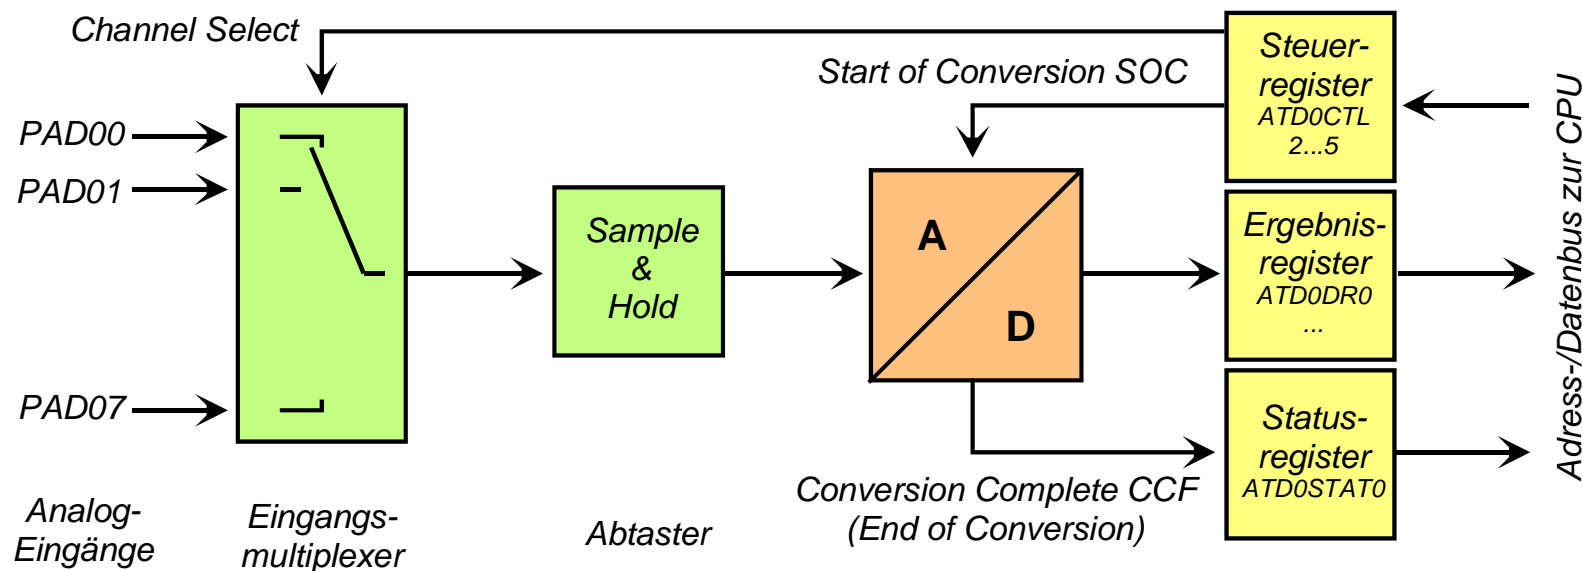 Channel Select
Start of Conversion SOC
Steuer-
register
ATD0CTL
2...5
PAD00
PAD01
PAD07
Sample
&
Hold
A
D
Ergebnis-
register
ATD0DR0
...
Status-
register
ATD0STAT0
Adress-/Datenbus zur CPU
Analog-
Eingänge
Eingangs-
multiplexer
Abtaster
Conversion Complete CCF
(End of Conversion)